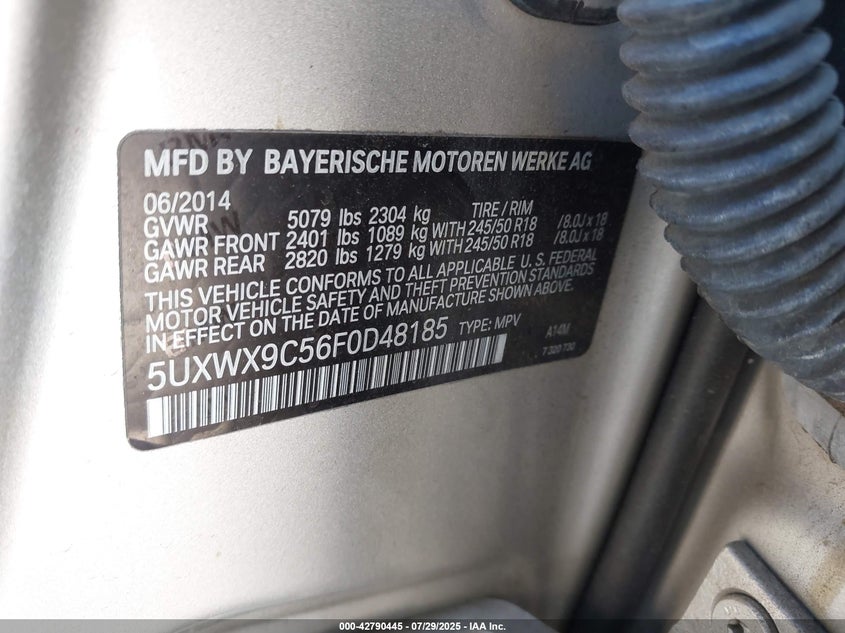 MFD BY BAYERISCHE MOTOREN WERKE AG
06/2014 TIRE / RIM
GVWR 5079 lbs 2304 kg
GAWR FRONT 2401 lbs 1089 kg WITH 245/50 R18 /8.0J x 18
GAWR REAR 2820 lbs 1279 kg WITH 245/50 R18 /8.0J x 18
THIS VEHICLE CONFORMS TO ALL APPLICABLE U. S. FEDERAL
MOTOR VEHICLE SAFETY AND THEFT PREVENTION STANDARDS
IN EFFECT ON THE DATE OF MANUFACTURE SHOWN ABOVE.
5UXWX9C56F0D48185 TYPE: MPV A14M
7 320 730
000-42790445 | 07/29/2025 | IAA Inc.